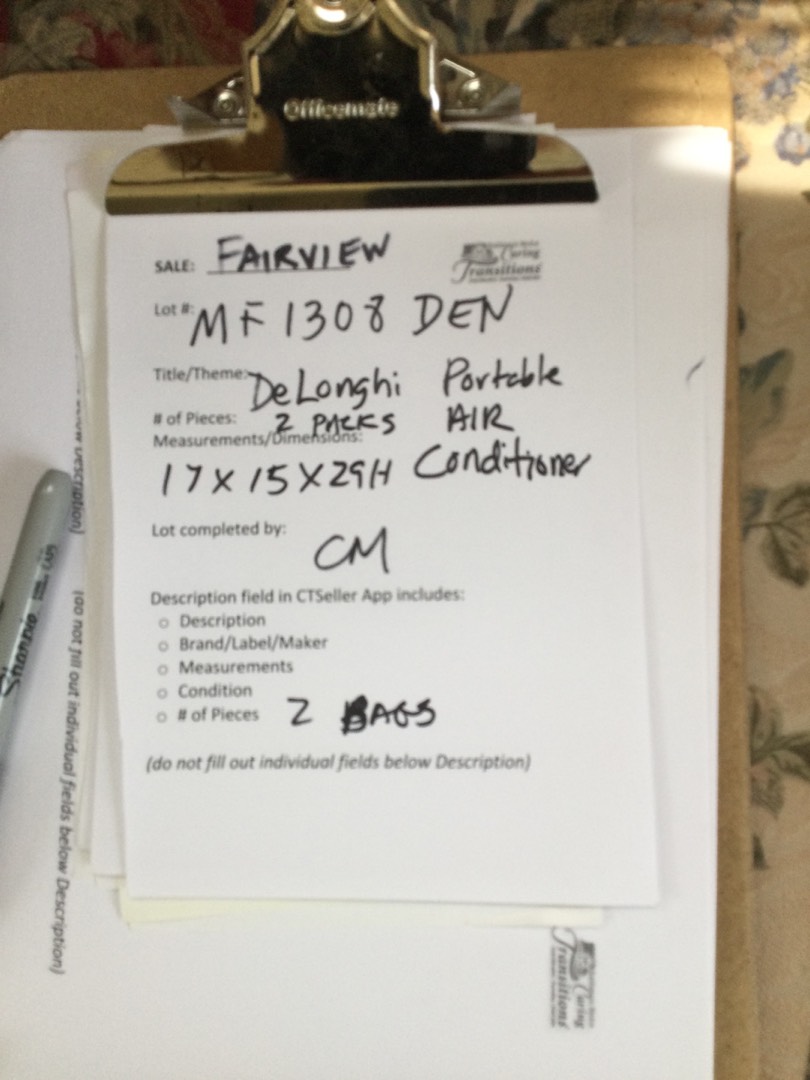 Officemate
SALE: FAIRVIEW
Caring
Transitions
Lot #: MF 1308 DEN
Title/Theme: DeLonghi Portable
# of Pieces: 2 PACKS AIR
Measurements/Dimensions:
17 X 15 X 29H Conditioner
Lot completed by:
CM
Description field in CTSeller App includes:
o Description
o Brand/Label/Maker
o Measurements
o Condition
o # of Pieces 2 BAGS
(do not fill out individual fields below Description)
Sharpie
(do not fill out individual fields below Description)
Caring
Transitions